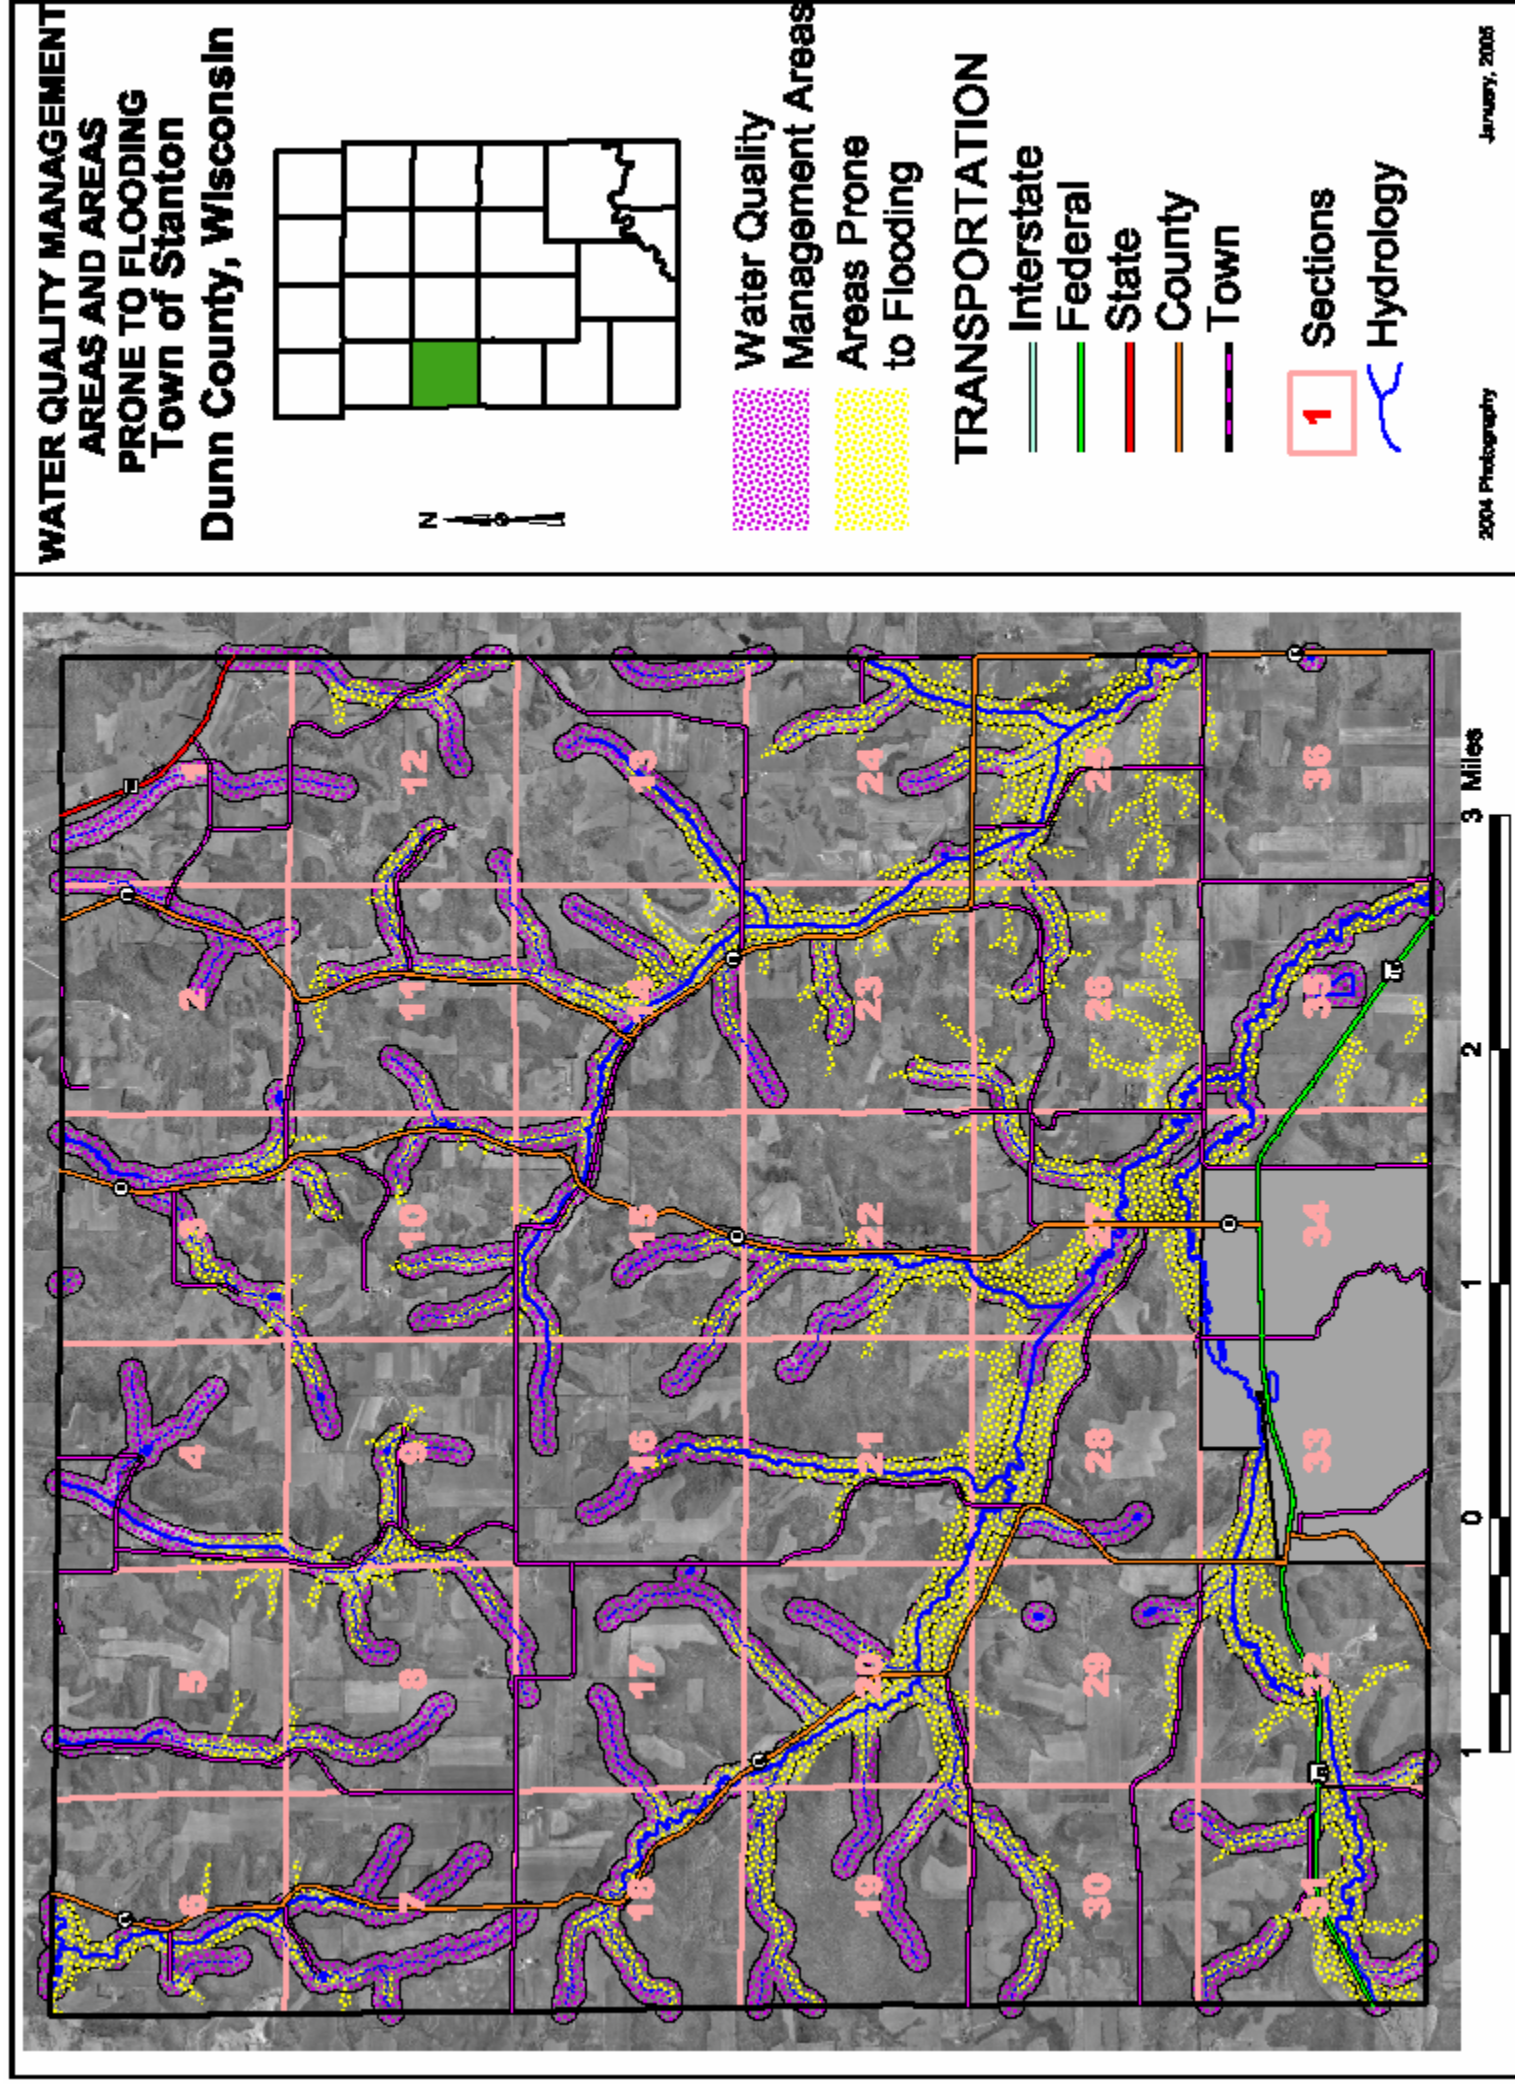 WATER QUALITY MANAGEMENT
AREAS AND AREAS
PRONE TO FLOODING
Town of Stanton
Dunn County, Wisconsin
N
Water Quality
Management Areas
Areas Prone
to Flooding
TRANSPORTATION
Interstate
Federal
State
County
Town
1 Sections
Hydrology
2004 Photography January, 2005
6 5 4 3 2 1
7 8 9 10 11 12
18 17 16 15 14 13
19 20 21 22 23 24
30 29 28 27 26 25
31 32 33 34 35 36
1 0 1 2 3 Miles